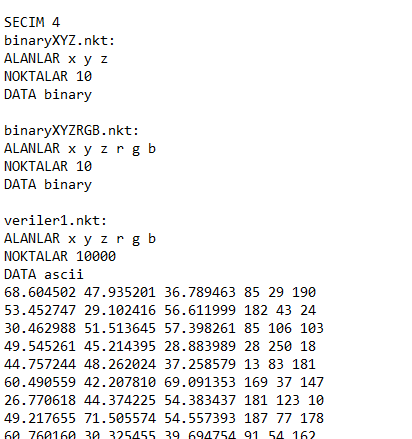 SECIM 4
binaryXYZ.nkt:
ALANLAR x y z
NOKTALAR 10
DATA binary
binaryXYZRGB.nkt:
ALANLAR x y z r g b
NOKTALAR 10
DATA binary
veriler1.nkt:
ALANLAR x y z r g b
NOKTALAR 10000
DATA ascii
68.604502 47.935201 36.789463 85 29 190
53.452747 29.102416 56.611999 182 43 24
30.462988 51.513645 57.398261 85 106 103
49.545261 45.214395 28.883989 28 250 18
44.757244 48.262024 37.258579 13 83 181
60.490559 42.207810 69.091353 169 37 147
26.770618 44.374225 54.383437 181 123 10
49.217655 71.505574 54.557393 187 77 178
60.760160 30.325455 39.694754 91 54 162